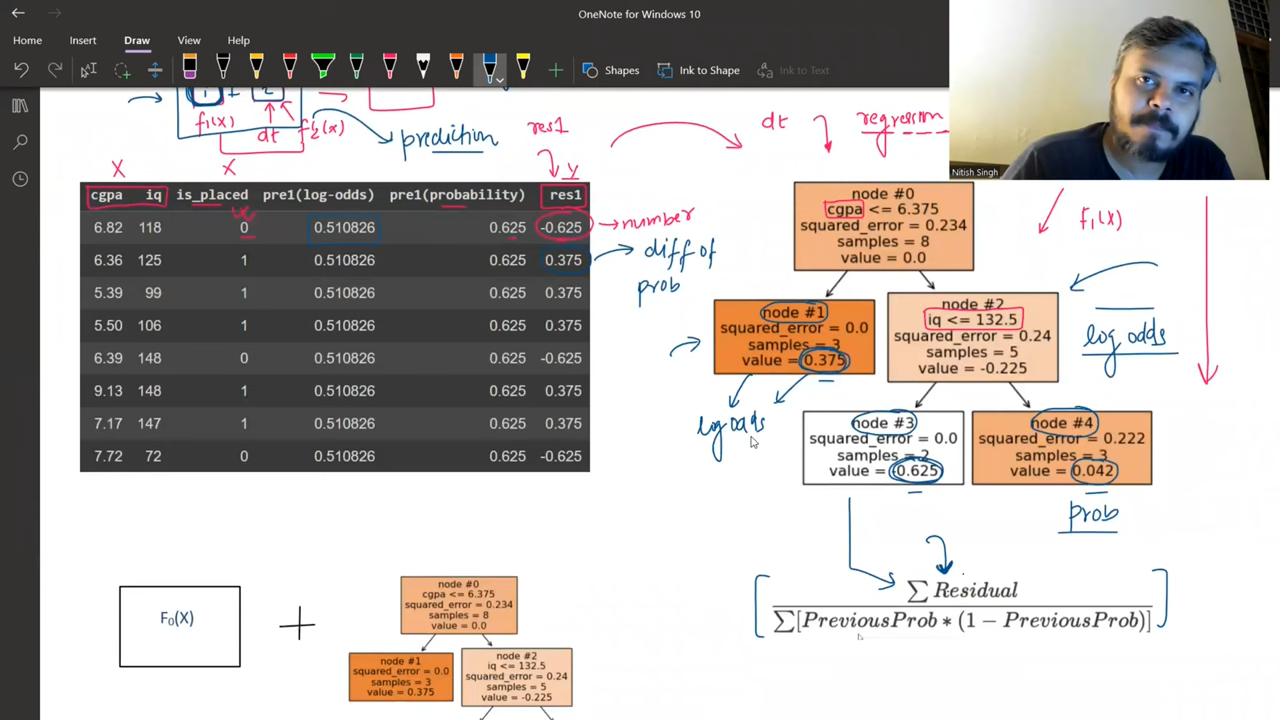 OneNote for Windows 10
Home Insert Draw View Help
Shapes Ink to Shape Ink to Text
Nitish Singh
f₁(x) dt f₂(x)
prediction
res1
dt regression
X X y
cgpa iq is_placed pre1(log-odds) pre1(probability) res1
6.82 118 0 0.510826 0.625 -0.625
6.36 125 1 0.510826 0.625 0.375
5.39 99 1 0.510826 0.625 0.375
5.50 106 1 0.510826 0.625 0.375
6.39 148 0 0.510826 0.625 -0.625
9.13 148 1 0.510826 0.625 0.375
7.17 147 1 0.510826 0.625 0.375
7.72 72 0 0.510826 0.625 -0.625
number
diff of
prob
node #0
cgpa <= 6.375
squared_error = 0.234
samples = 8
value = 0.0
f₁(x)
node #1
squared_error = 0.0
samples = 3
value = 0.375
node #2
iq <= 132.5
squared_error = 0.24
samples = 5
value = -0.225
log odds
log odds
node #3
squared_error = 0.0
samples = 2
value = -0.625
node #4
squared_error = 0.222
samples = 3
value = 0.042
prob
∑ Residual
∑[PreviousProb * (1 − PreviousProb)]
F₀(X)
+
node #0
cgpa <= 6.375
squared_error = 0.234
samples = 8
value = 0.0
node #1
squared_error = 0.0
samples = 3
value = 0.375
node #2
iq <= 132.5
squared_error = 0.24
samples = 5
value = -0.225